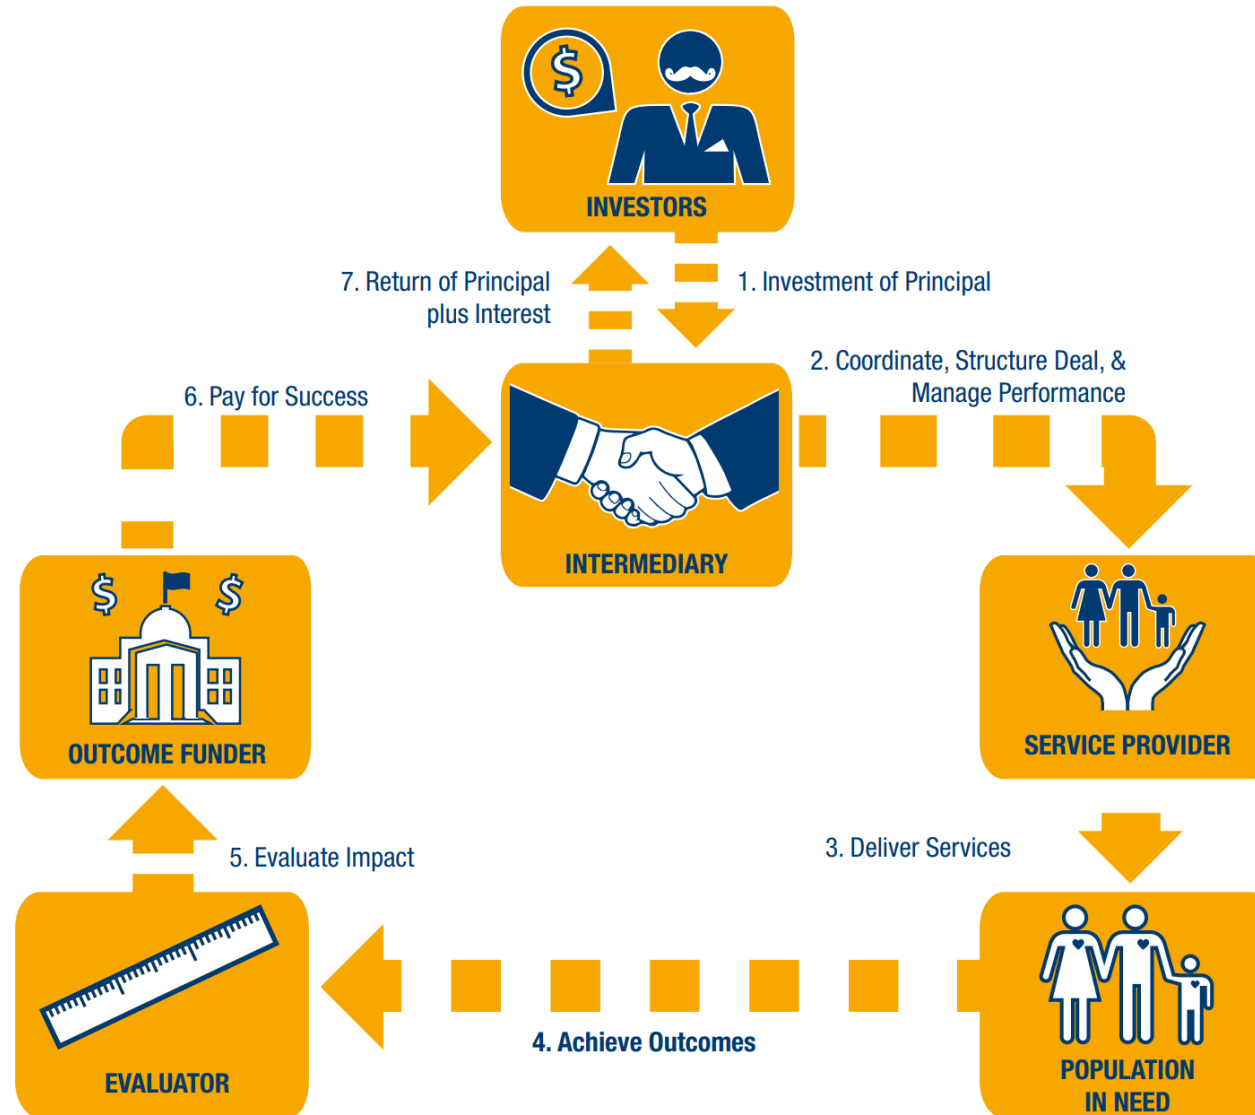 $
INVESTORS
7. Return of Principal
plus Interest
1. Investment of Principal
2. Coordinate, Structure Deal, &
Manage Performance
6. Pay for Success
INTERMEDIARY
$ $
OUTCOME FUNDER
SERVICE PROVIDER
5. Evaluate Impact
3. Deliver Services
4. Achieve Outcomes
EVALUATOR
POPULATION
IN NEED